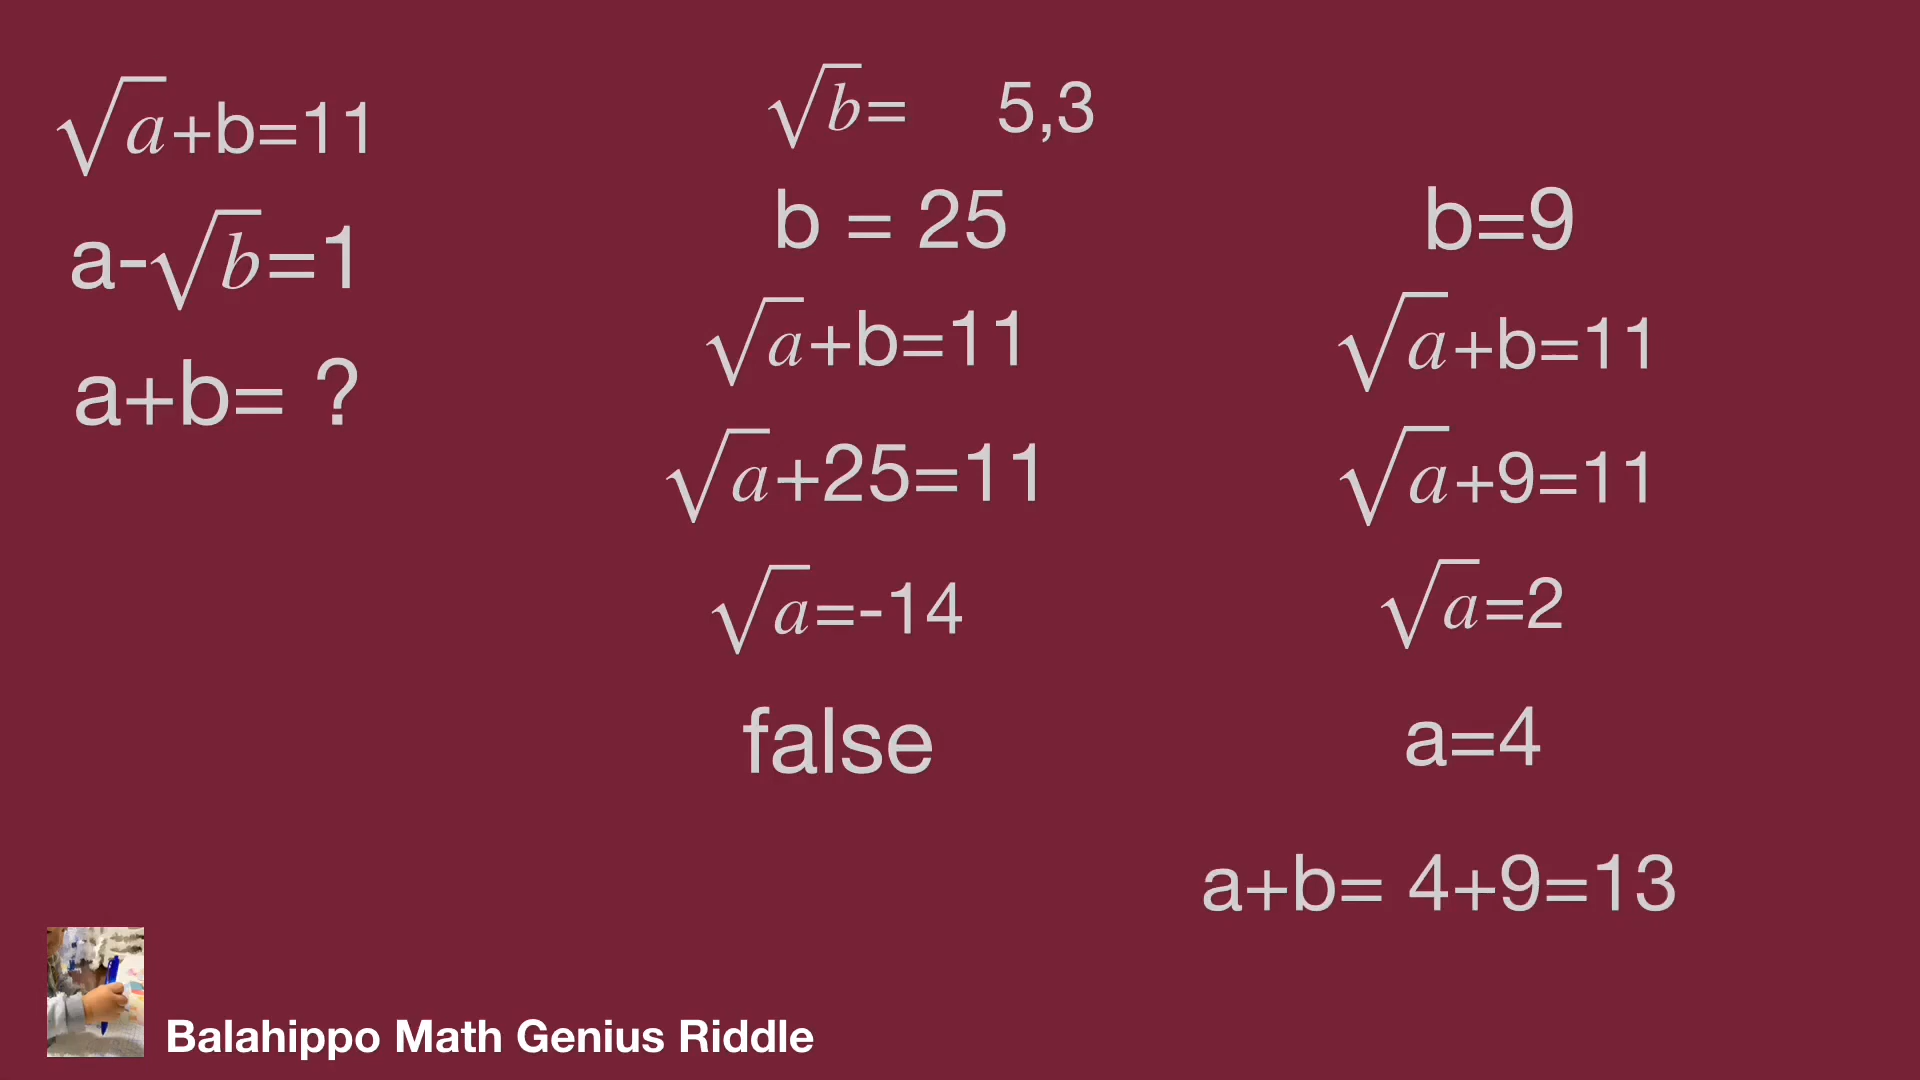 √a+b=11
a-√b=1
a+b= ?
√b= 5,3
b = 25
√a+b=11
√a+25=11
√a=-14
false
b=9
√a+b=11
√a+9=11
√a=2
a=4
a+b= 4+9=13
Balahippo Math Genius Riddle